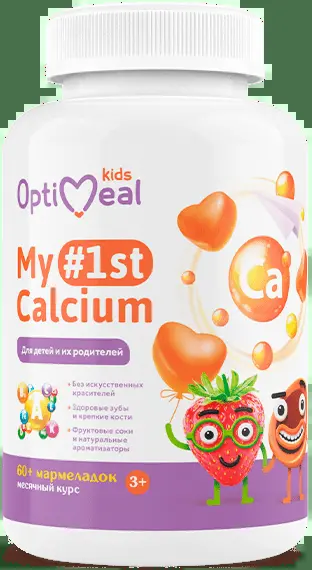 kids
OptiMeal
My #1st
Calcium
Для детей и их родителей
• Без искусственных
красителей
• Здоровые зубы
и крепкие кости
• Фруктовые соки
и натуральные
ароматизаторы
Ca
A
60+ мармеладок
месячный курс
3+